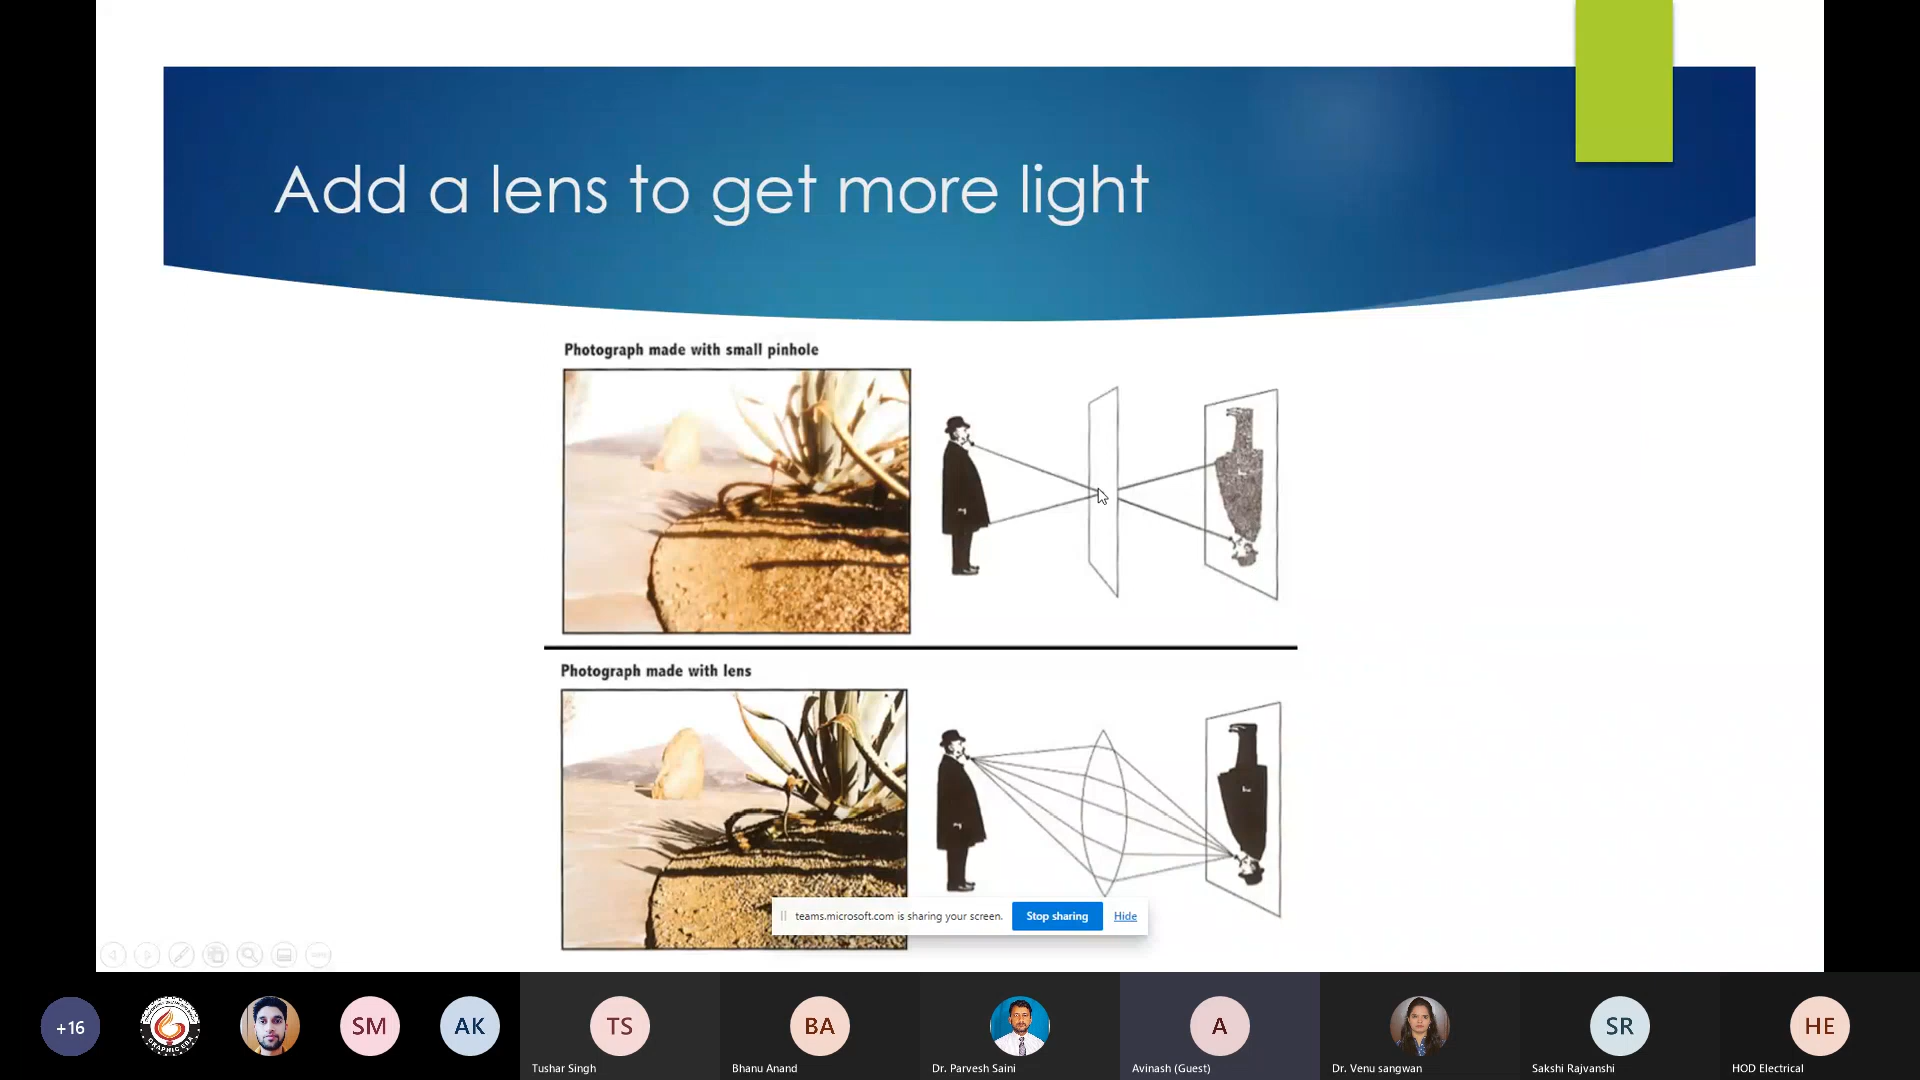 Add a lens to get more light
Photograph made with small pinhole
Photograph made with lens
teams.microsoft.com is sharing your screen. Stop sharing Hide
+16 SM AK TS BA A SR HE
GRAPHIC ERA
Tushar Singh Bhanu Anand Dr. Parvesh Saini Avinash (Guest) Dr. Venu sangwan Sakshi Rajvanshi HOD Electrical